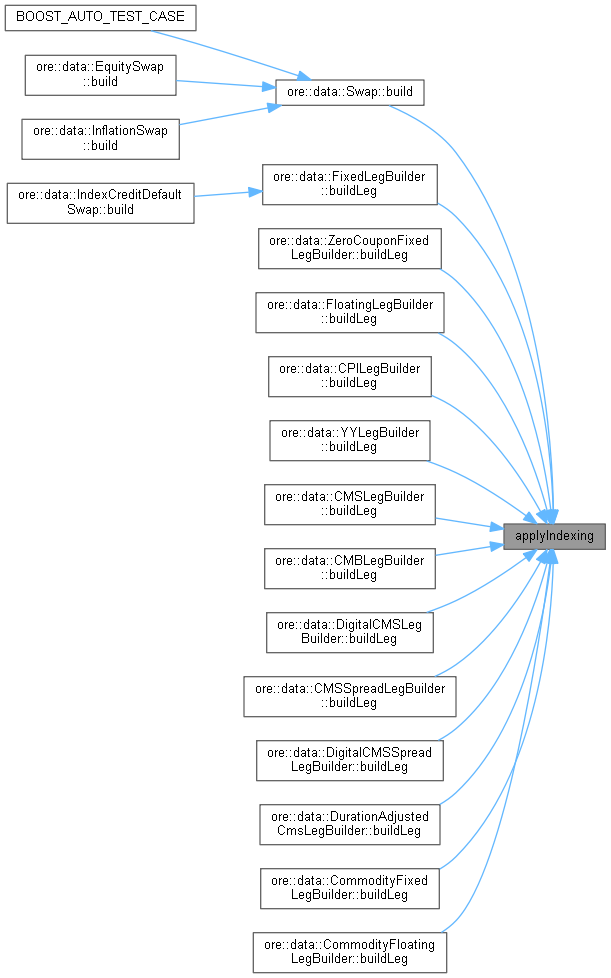 BOOST_AUTO_TEST_CASE
ore::data::EquitySwap
::build
ore::data::Swap::build
ore::data::InflationSwap
::build
ore::data::FixedLegBuilder
::buildLeg
ore::data::IndexCreditDefault
Swap::build
ore::data::ZeroCouponFixed
LegBuilder::buildLeg
ore::data::FloatingLegBuilder
::buildLeg
ore::data::CPILegBuilder
::buildLeg
ore::data::YYLegBuilder
::buildLeg
ore::data::CMSLegBuilder
::buildLeg
applyIndexing
ore::data::CMBLegBuilder
::buildLeg
ore::data::DigitalCMSLeg
Builder::buildLeg
ore::data::CMSSpreadLegBuilder
::buildLeg
ore::data::DigitalCMSSpread
LegBuilder::buildLeg
ore::data::DurationAdjusted
CmsLegBuilder::buildLeg
ore::data::CommodityFixed
LegBuilder::buildLeg
ore::data::CommodityFloating
LegBuilder::buildLeg